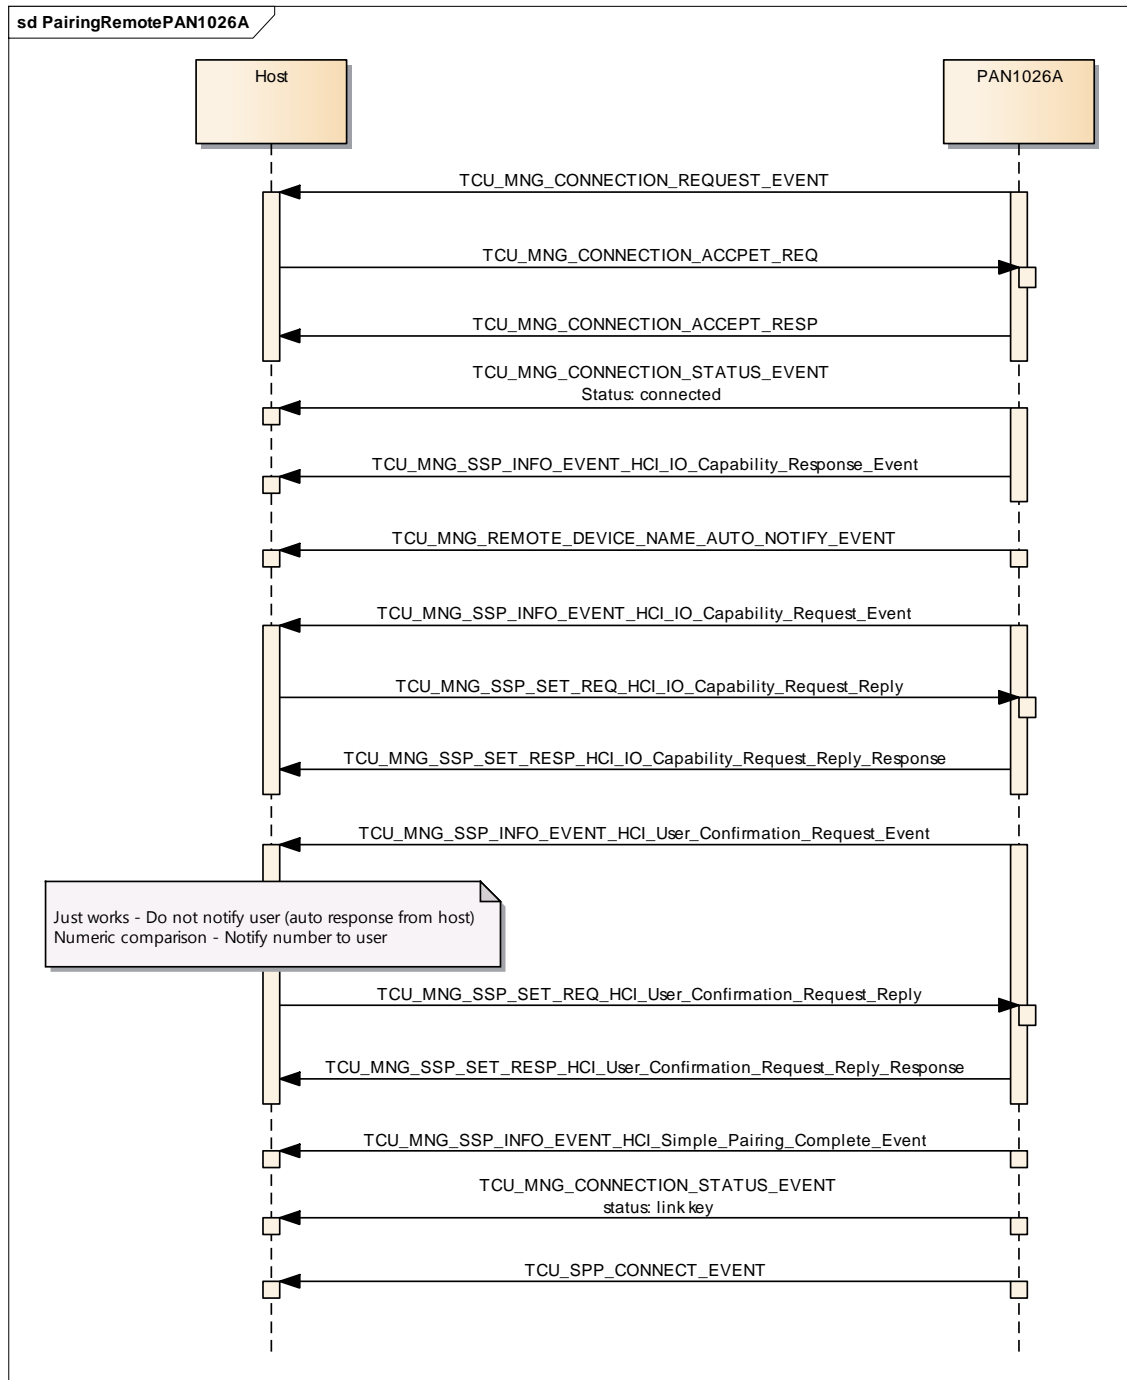 sd PairingRemotePAN1026A
Host
PAN1026A
TCU_MNG_CONNECTION_REQUEST_EVENT
TCU_MNG_CONNECTION_ACCPET_REQ
TCU_MNG_CONNECTION_ACCEPT_RESP
TCU_MNG_CONNECTION_STATUS_EVENT
Status: connected
TCU_MNG_SSP_INFO_EVENT_HCI_IO_Capability_Response_Event
TCU_MNG_REMOTE_DEVICE_NAME_AUTO_NOTIFY_EVENT
TCU_MNG_SSP_INFO_EVENT_HCI_IO_Capability_Request_Event
TCU_MNG_SSP_SET_REQ_HCI_IO_Capability_Request_Reply
TCU_MNG_SSP_SET_RESP_HCI_IO_Capability_Request_Reply_Response
TCU_MNG_SSP_INFO_EVENT_HCI_User_Confirmation_Request_Event
Just works - Do not notify user (auto response from host)
Numeric comparison - Notify number to user
TCU_MNG_SSP_SET_REQ_HCI_User_Confirmation_Request_Reply
TCU_MNG_SSP_SET_RESP_HCI_User_Confirmation_Request_Reply_Response
TCU_MNG_SSP_INFO_EVENT_HCI_Simple_Pairing_Complete_Event
TCU_MNG_CONNECTION_STATUS_EVENT
status: link key
TCU_SPP_CONNECT_EVENT